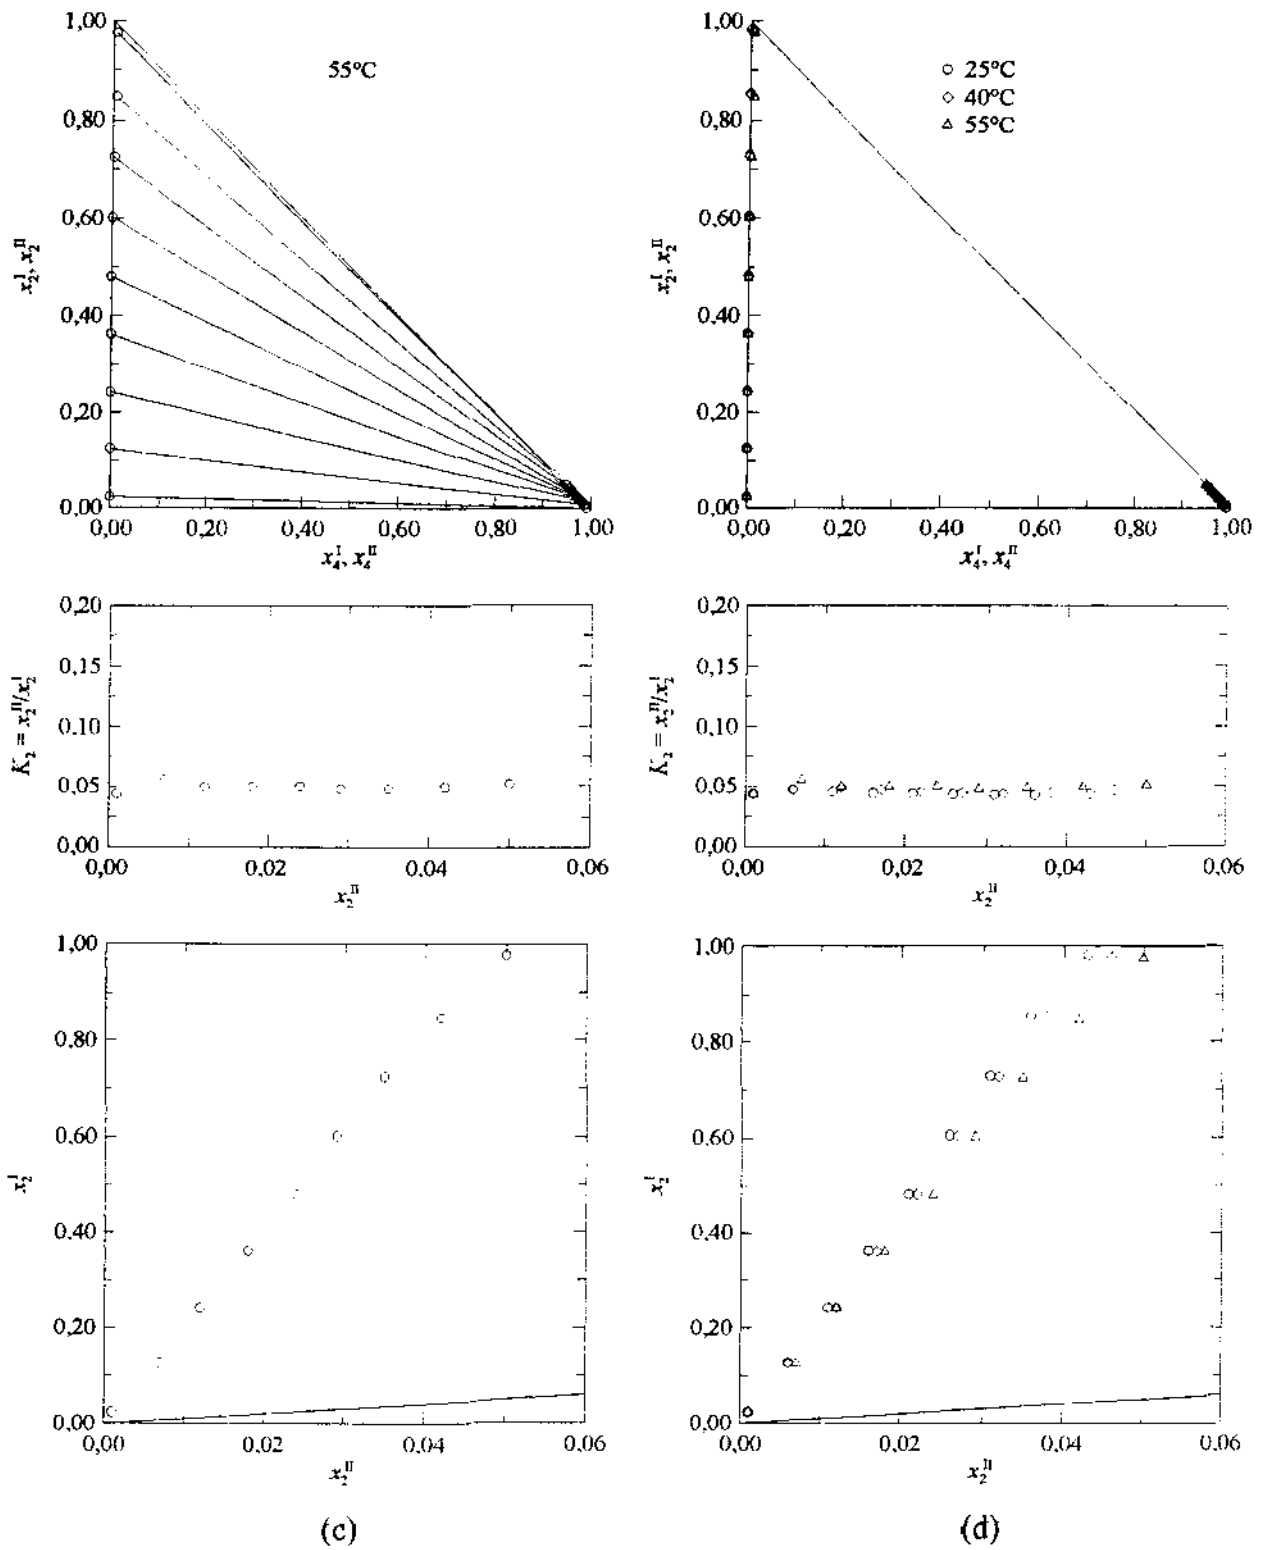 1,00
55°C
0,80
0,60
x₂ᴵ, x₂ᴵᴵ
0,40
0,20
0,00
0,00 0,20 0,40 0,60 0,80 1,00
x₄ᴵ, x₄ᴵᴵ
1,00
○ 25°C
◇ 40°C
△ 55°C
0,80
0,60
x₂ᴵ, x₂ᴵᴵ
0,40
0,20
0,00
0,00 0,20 0,40 0,60 0,80 1,00
x₄ᴵ, x₄ᴵᴵ
0,20
0,15
K₂ = x₂ᴵᴵ/x₂ᴵ
0,10
0,05
0,00
0,00 0,02 0,04 0,06
x₂ᴵᴵ
0,20
0,15
K₂ = x₂ᴵᴵ/x₂ᴵ
0,10
0,05
0,00
0,00 0,02 0,04 0,06
x₂ᴵᴵ
1,00
0,80
0,60
x₂ᴵ
0,40
0,20
0,00
0,00 0,02 0,04 0,06
x₂ᴵᴵ
(c)
1,00
0,80
0,60
x₂ᴵ
0,40
0,20
0,00
0,00 0,02 0,04 0,06
x₂ᴵᴵ
(d)